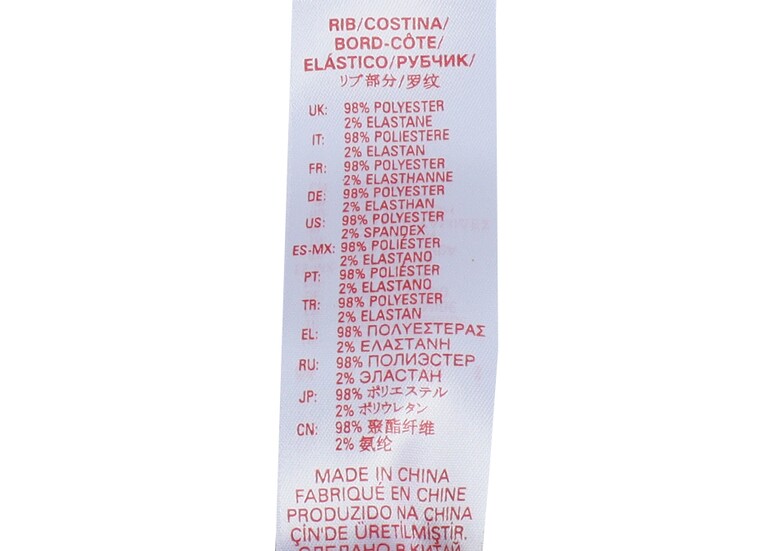 RIB/COSTINA/
BORD-CÔTE/
ELÁSTICO/РУБЧИК/
リブ部分/罗纹
UK: 98% POLYESTER
2% ELASTANE
IT: 98% POLIESTERE
2% ELASTAN
FR: 98% POLYESTER
2% ELASTHANNE
DE: 98% POLYESTER
2% ELASTHAN
US: 98% POLYESTER
2% SPANDEX
ES-MX: 98% POLIÉSTER
2% ELASTANO
PT: 98% POLIÉSTER
2% ELASTANO
TR: 98% POLYESTER
2% ELASTAN
EL: 98% ΠΟΛΥΕΣΤΕΡΑΣ
2% ΕΛΑΣΤΑΝΗ
RU: 98% ПОЛИЭСТЕР
2% ЭЛАСТАН
JP: 98% ポリエステル
2% ポリウレタン
CN: 98% 聚酯纤维
2% 氨纶
MADE IN CHINA
FABRIQUÉ EN CHINE
PRODUZIDO NA CHINA
ÇİN'DE ÜRETİLMİŞTİR.
СДЕЛАНО В КИТАЙ